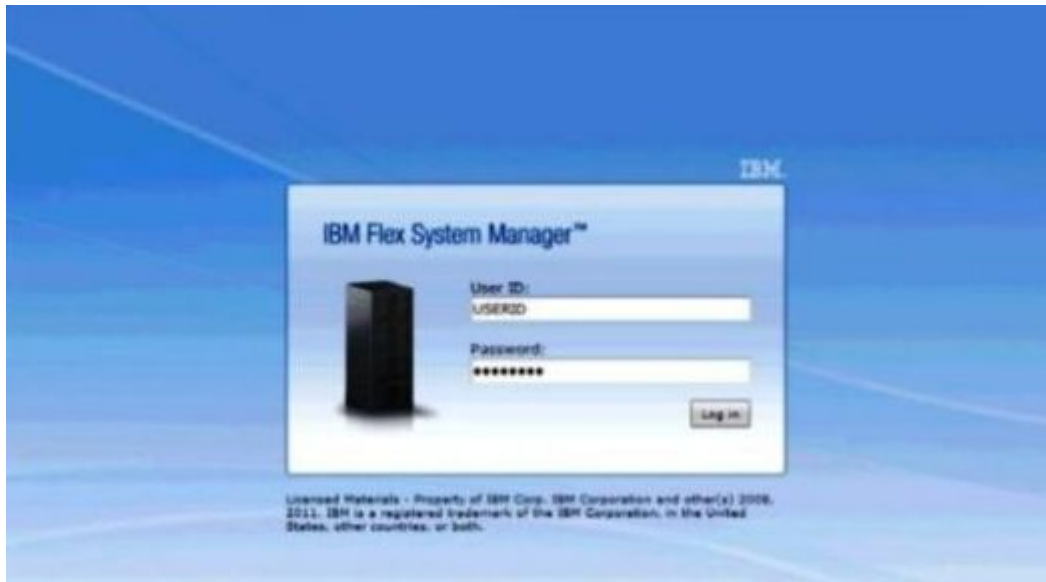 IBM.
IBM Flex System Manager™
User ID:
USERID
Password:
••••••••
Log in
Licensed Materials - Property of IBM Corp. IBM Corporation and other(s) 2009,
2011. IBM is a registered trademark of the IBM Corporation, in the United
States, other countries, or both.